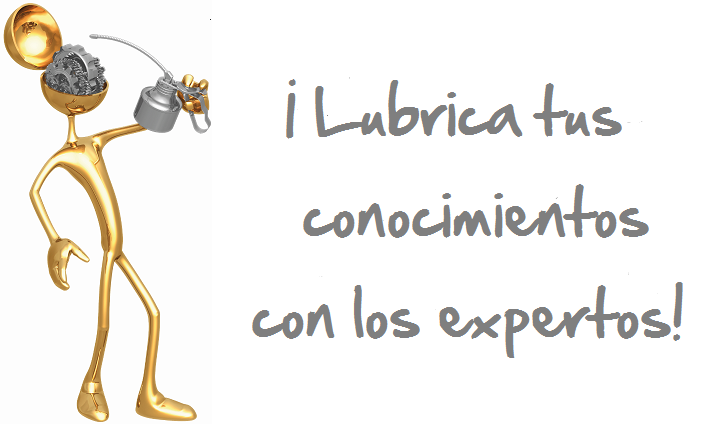 ¡Lubrica tus
conocimientos
con los expertos!